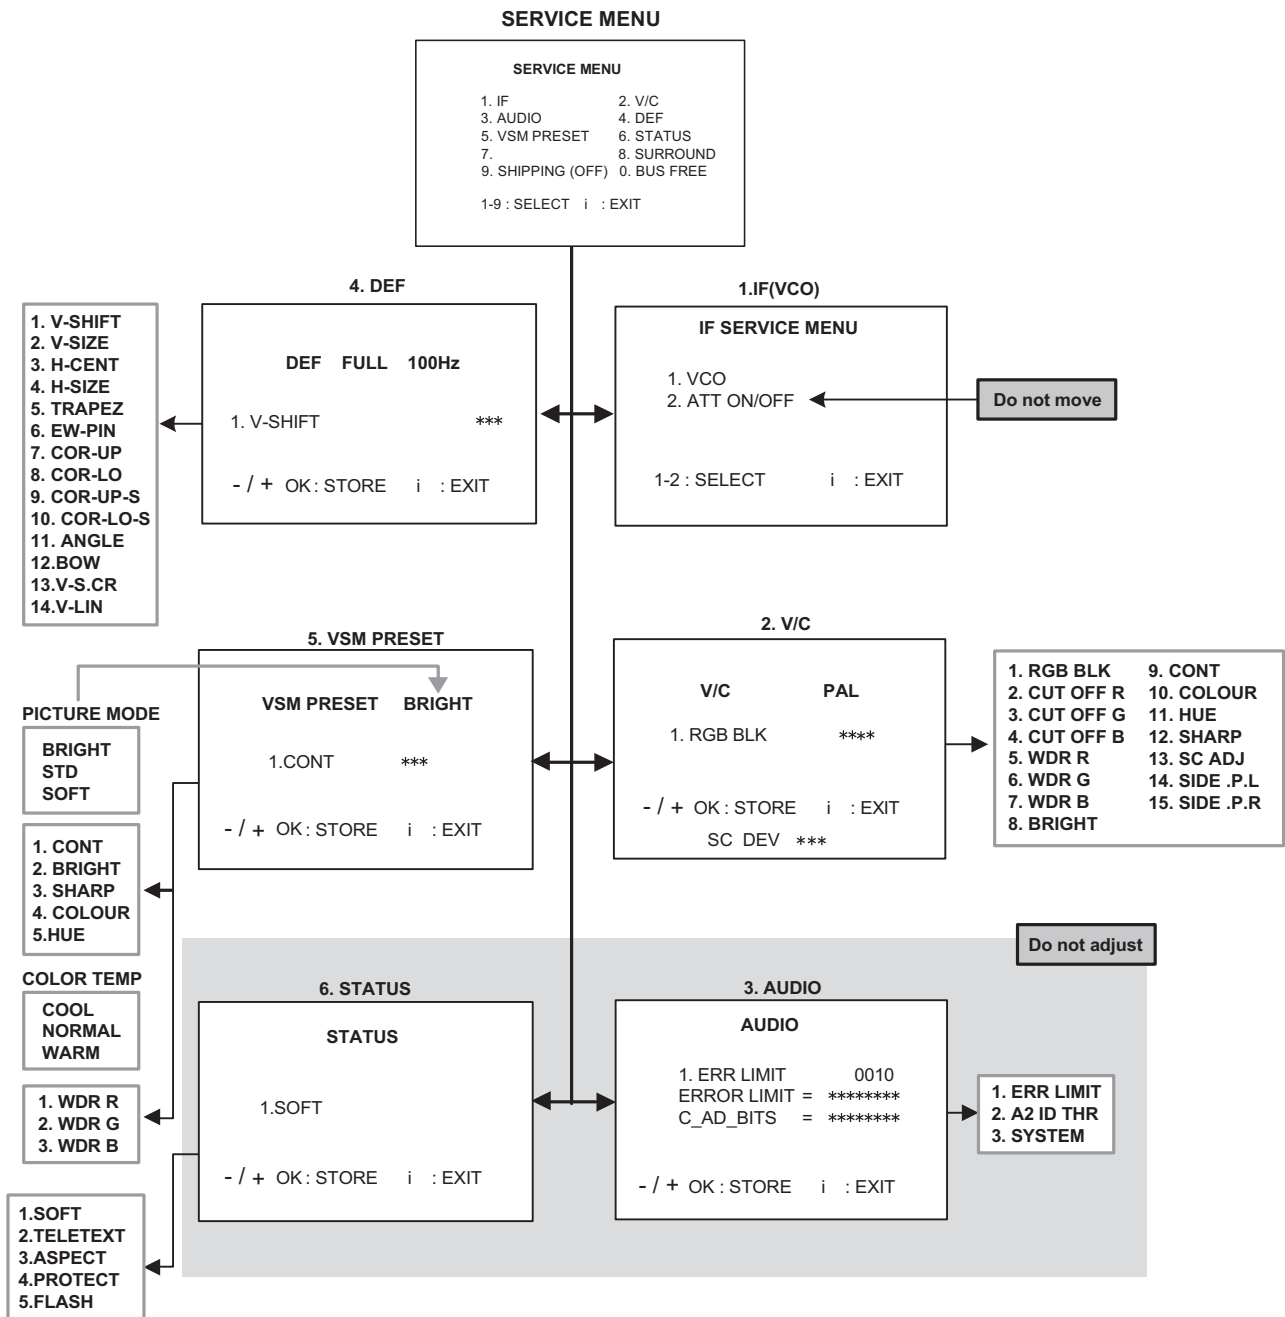 SERVICE MENU
SERVICE MENU
1. IF 2. V/C
3. AUDIO 4. DEF
5. VSM PRESET 6. STATUS
7. 8. SURROUND
9. SHIPPING (OFF) 0. BUS FREE
1-9 : SELECT i : EXIT
4. DEF
DEF FULL 100Hz
1. V-SHIFT ***
- / + OK : STORE i : EXIT
1. V-SHIFT
2. V-SIZE
3. H-CENT
4. H-SIZE
5. TRAPEZ
6. EW-PIN
7. COR-UP
8. COR-LO
9. COR-UP-S
10. COR-LO-S
11. ANGLE
12.BOW
13.V-S.CR
14.V-LIN
1.IF(VCO)
IF SERVICE MENU
1. VCO
2. ATT ON/OFF
1-2 : SELECT i : EXIT
Do not move
5. VSM PRESET
VSM PRESET BRIGHT
1.CONT ***
- / + OK : STORE i : EXIT
PICTURE MODE
BRIGHT
STD
SOFT
1. CONT
2. BRIGHT
3. SHARP
4. COLOUR
5.HUE
COLOR TEMP
COOL
NORMAL
WARM
1. WDR R
2. WDR G
3. WDR B
2. V/C
V/C PAL
1. RGB BLK ****
- / + OK : STORE i : EXIT
SC DEV ***
1. RGB BLK 9. CONT
2. CUT OFF R 10. COLOUR
3. CUT OFF G 11. HUE
4. CUT OFF B 12. SHARP
5. WDR R 13. SC ADJ
6. WDR G 14. SIDE .P.L
7. WDR B 15. SIDE .P.R
8. BRIGHT
Do not adjust
6. STATUS
STATUS
1.SOFT
- / + OK : STORE i : EXIT
1.SOFT
2.TELETEXT
3.ASPECT
4.PROTECT
5.FLASH
3. AUDIO
AUDIO
1. ERR LIMIT 0010
ERROR LIMIT = ********
C_AD_BITS = ********
- / + OK : STORE i : EXIT
1. ERR LIMIT
2. A2 ID THR
3. SYSTEM